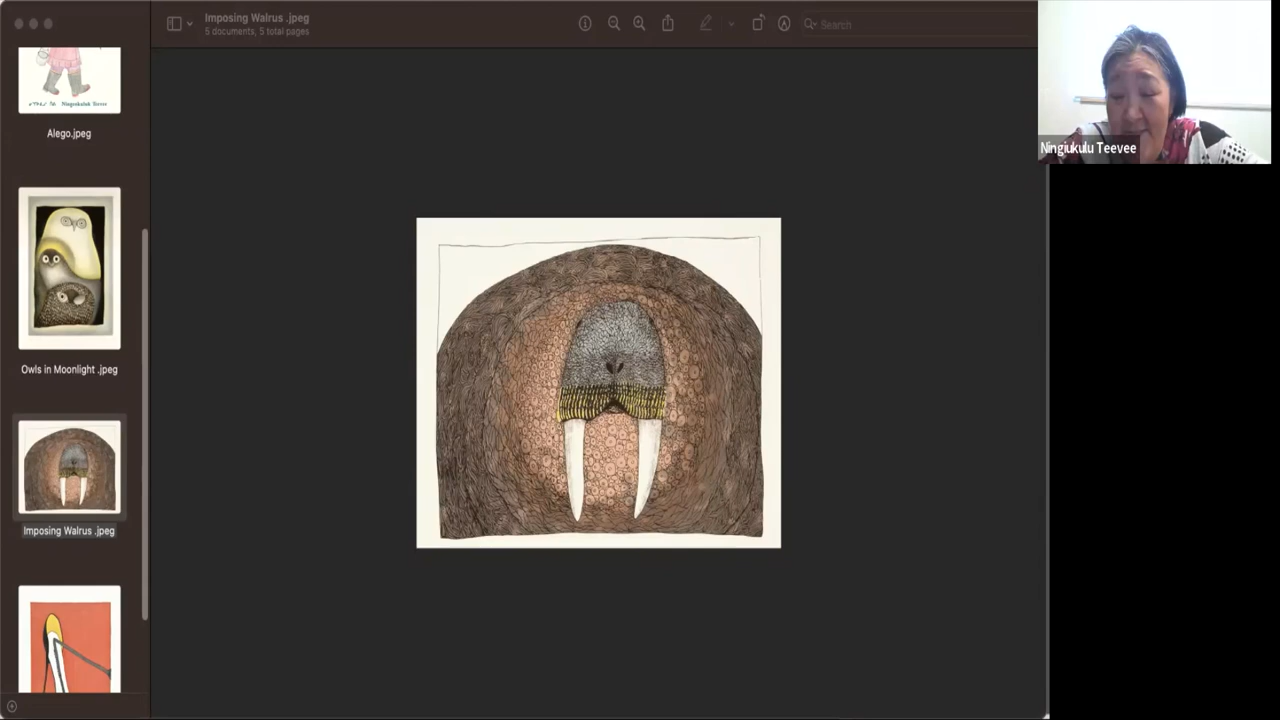 Imposing Walrus .jpeg
5 documents, 5 total pages
Search
Ningiukulu Teevee
Alego.jpeg
Owls in Moonlight .jpeg
Imposing Walrus .jpeg